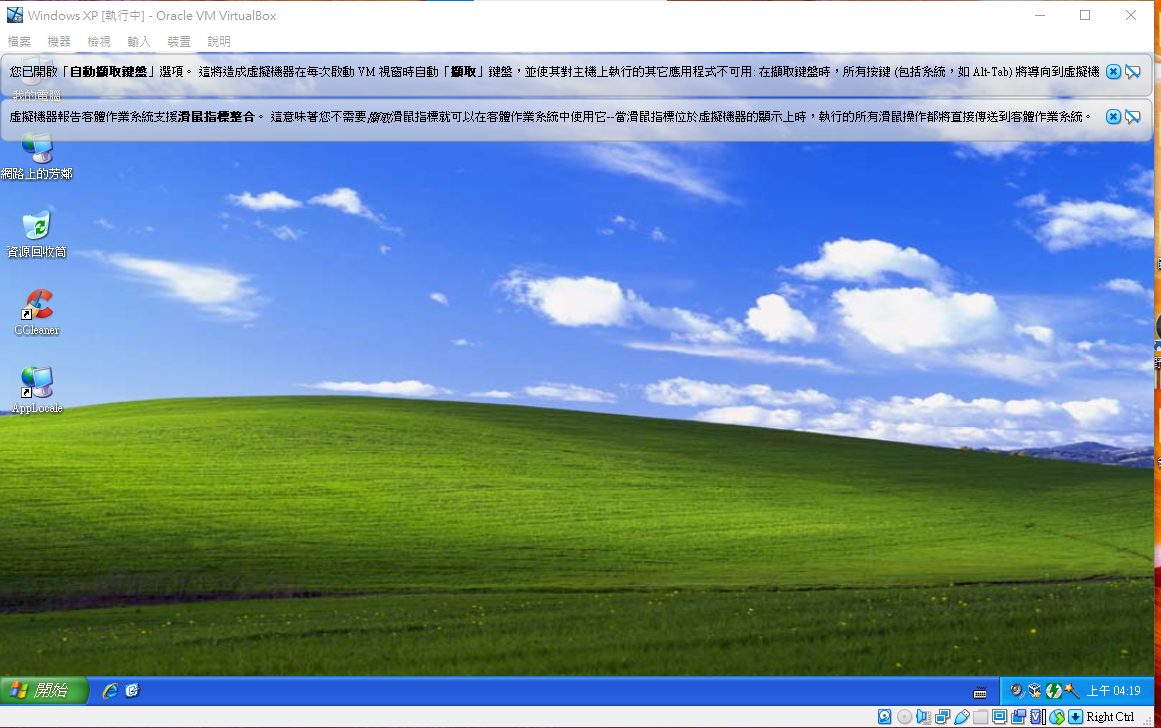 Windows XP [執行中] - Oracle VM VirtualBox
檔案 機器 檢視 輸入 裝置 說明
您已開啟「自動擷取鍵盤」選項。 這將造成虛擬機器在每次啟動 VM 視窗時自動「擷取」鍵盤，並使其對主機上執行的其它應用程式不可用: 在擷取鍵盤時，所有按鍵 (包括系統，如 Alt-Tab) 將導向到虛擬機
我的電腦
虛擬機器報告客體作業系統支援滑鼠指標整合。 這意味著您不需要擷取滑鼠指標就可以在客體作業系統中使用它--當滑鼠指標位於虛擬機器的顯示上時，執行的所有滑鼠操作都將直接傳送到客體作業系統。
網路上的芳鄰
資源回收筒
CCleaner
AppLocale
開始
上午 04:19
Right Ctrl